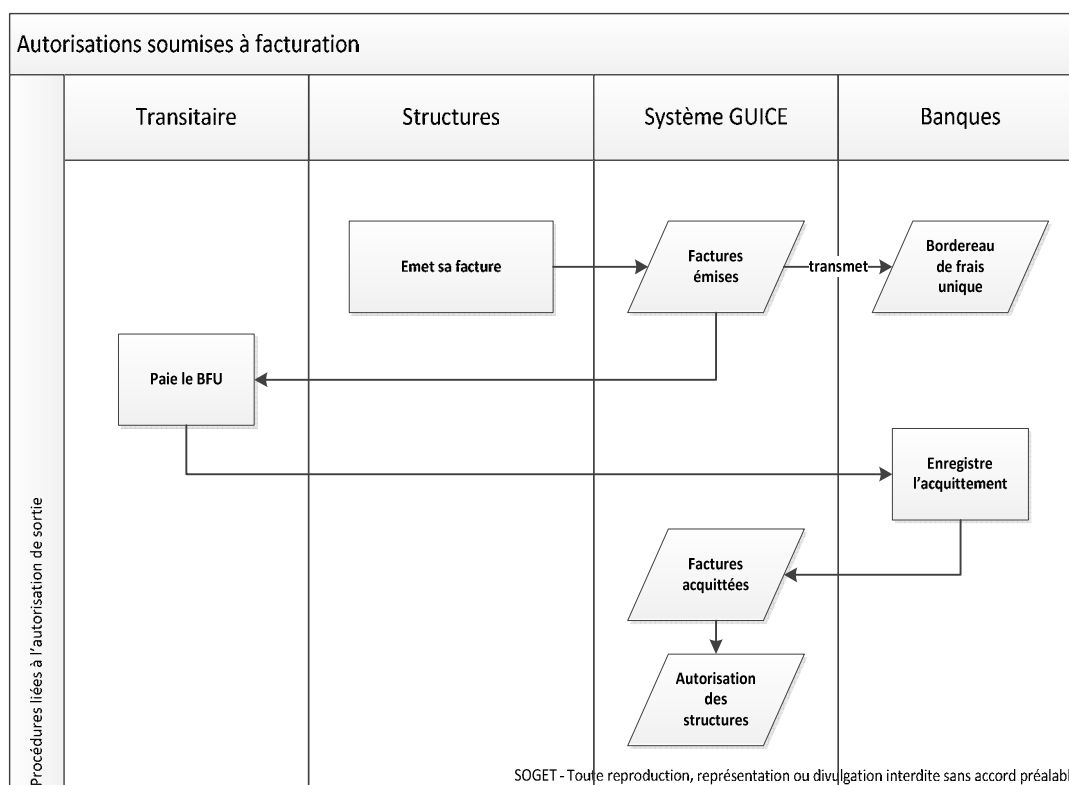 Autorisations soumises à facturation
Transitaire
Structures
Système GUICE
Banques
Emet sa facture
Factures
émises
transmet
Bordereau
de frais
unique
Paie le BFU
Enregistre
l'acquittement
Factures
acquittées
Autorisation
des
structures
Procédures liées à l'autorisation de sortie
SOGET - Toute reproduction, représentation ou divulgation interdite sans accord préalabl